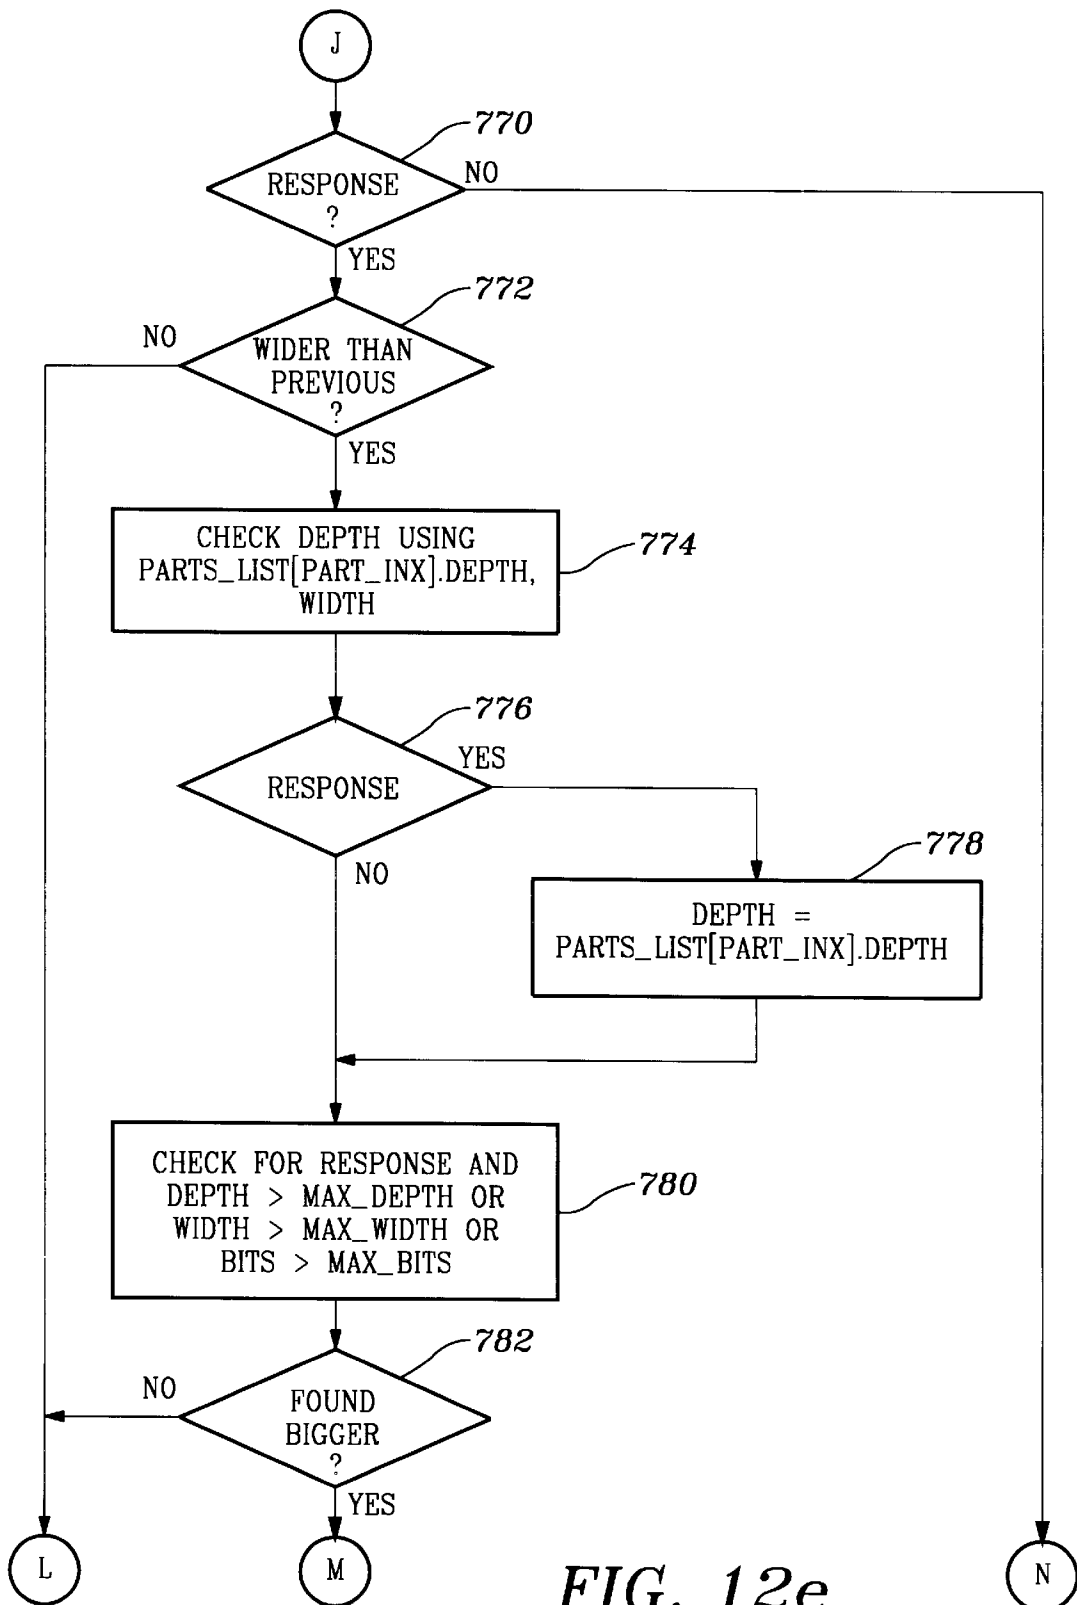 J
770
RESPONSE
?
NO
YES
772
NO
WIDER THAN
PREVIOUS
?
YES
CHECK DEPTH USING
PARTS_LIST[PART_INX].DEPTH,
WIDTH
774
776
RESPONSE
YES
NO
778
DEPTH =
PARTS_LIST[PART_INX].DEPTH
CHECK FOR RESPONSE AND
DEPTH > MAX_DEPTH OR
WIDTH > MAX_WIDTH OR
BITS > MAX_BITS
780
782
NO
FOUND
BIGGER
?
YES
L
M
N
FIG. 12e